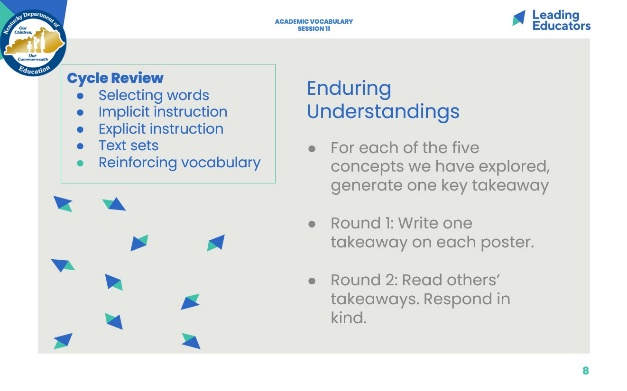 Kentucky Department of
Our
Children,
Our
Commonwealth
Education
ACADEMIC VOCABULARY
SESSION 11
Leading
Educators
Cycle Review
● Selecting words
● Implicit instruction
● Explicit instruction
● Text sets
● Reinforcing vocabulary
Enduring
Understandings
● For each of the five
concepts we have explored,
generate one key takeaway
● Round 1: Write one
takeaway on each poster.
● Round 2: Read others’
takeaways. Respond in
kind.
8